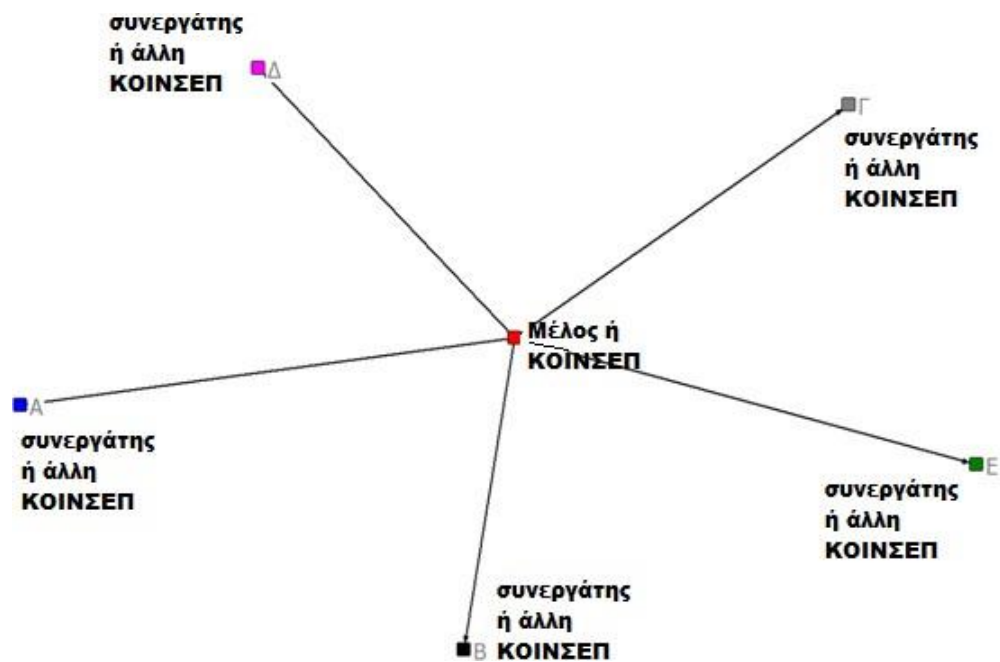 συνεργάτης
ή άλλη
ΚΟΙΝΣΕΠ
Δ
Γ
συνεργάτης
ή άλλη
ΚΟΙΝΣΕΠ
Μέλος ή
ΚΟΙΝΣΕΠ
Α
συνεργάτης
ή άλλη
ΚΟΙΝΣΕΠ
Ε
συνεργάτης
ή άλλη
ΚΟΙΝΣΕΠ
Β
συνεργάτης
ή άλλη
ΚΟΙΝΣΕΠ